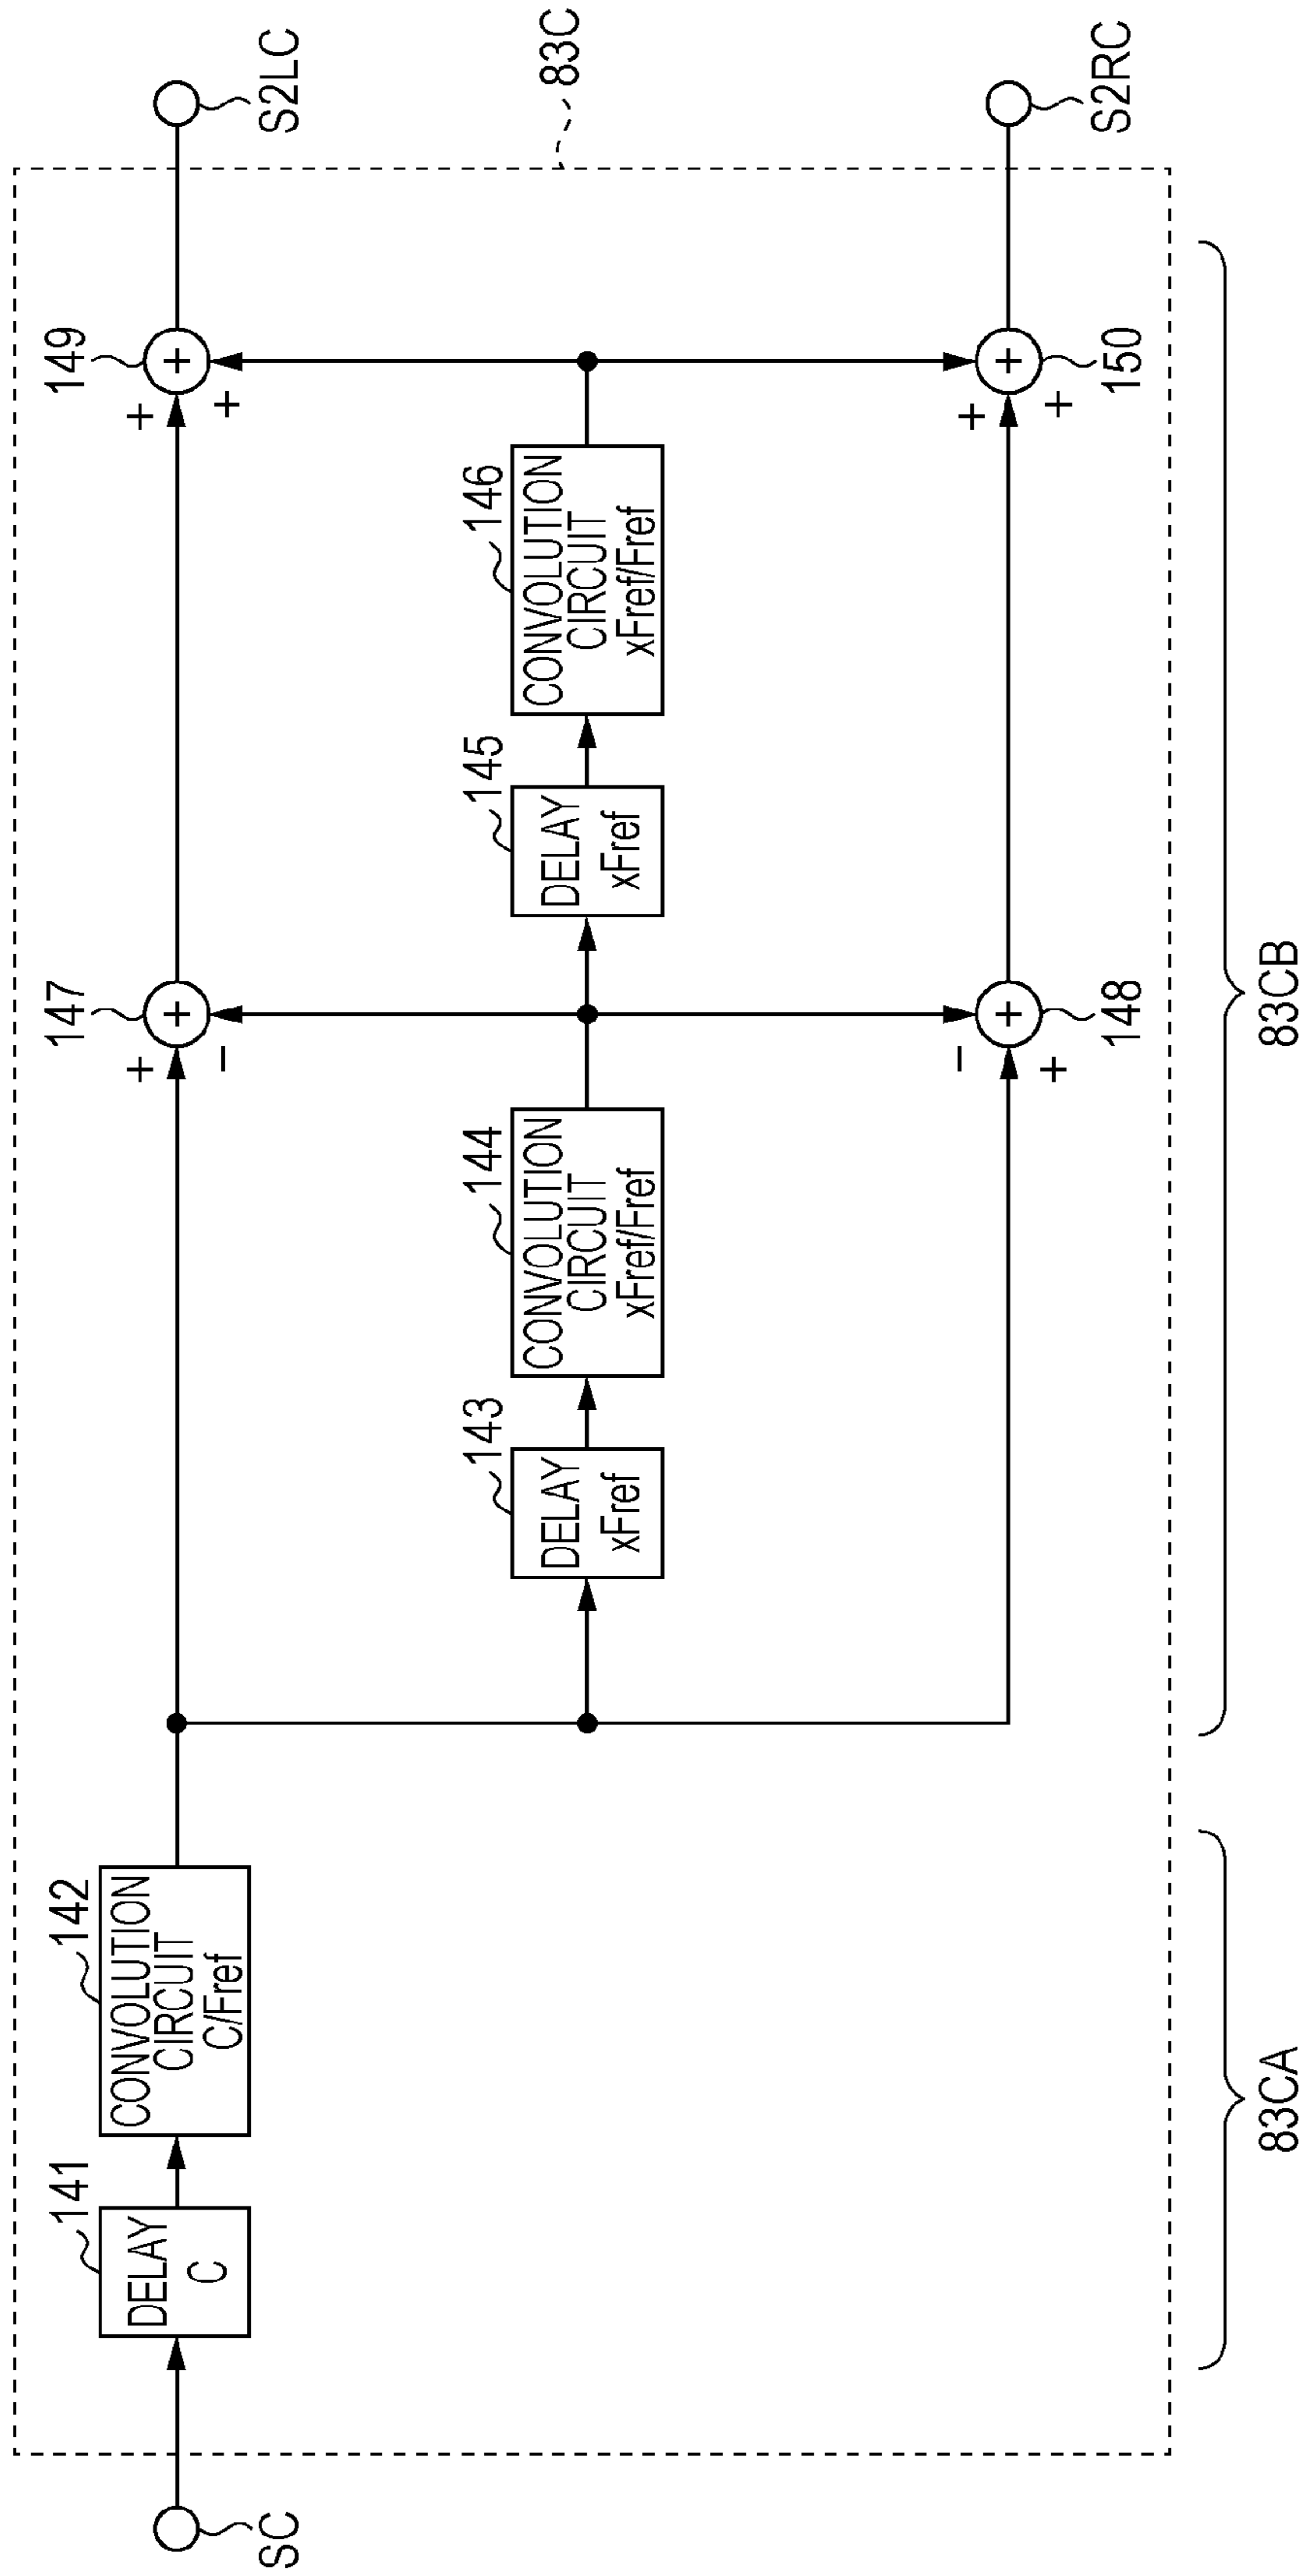 SC
141
DELAY
C
142
CONVOLUTION
CIRCUIT
C/Fref
143
DELAY
xFref
144
CONVOLUTION
CIRCUIT
xFref/Fref
147
+
+
−
148
+
−
+
145
DELAY
xFref
146
CONVOLUTION
CIRCUIT
xFref/Fref
149
+
+
+
150
+
+
+
S2LC
S2RC
83C
83CA
83CB